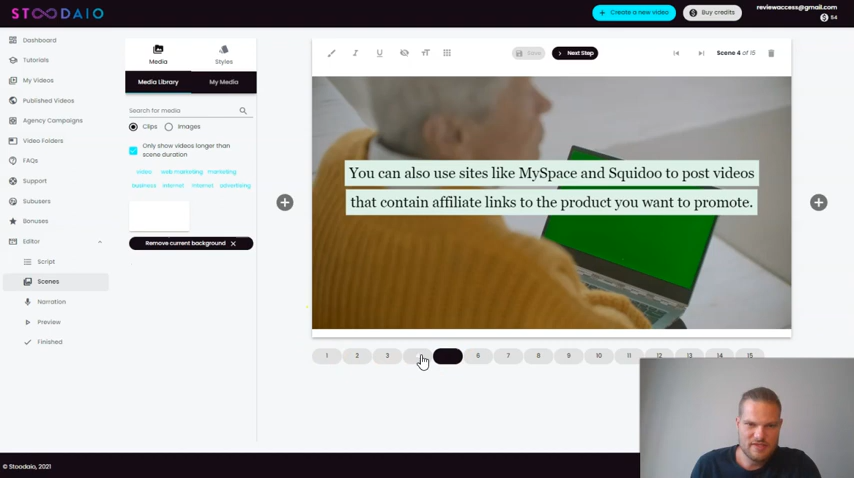 STOODAIO
+ Create a new video
Buy credits
reviewaccess@gmail.com
54
Dashboard
Tutorials
My Videos
Published Videos
Agency Campaigns
Video Folders
FAQs
Support
Subusers
Bonuses
Editor
Script
Scenes
Narration
Preview
Finished
Media
Styles
Media Library
My Media
Search for media
Clips
Images
Only show videos longer than
scene duration
video web marketing marketing
business internet internet advertising
Remove current background
Save
Next Step
Scene 4 of 15
You can also use sites like MySpace and Squidoo to post videos
that contain affiliate links to the product you want to promote.
1 2 3 6 7 8 9 10 11 12 13 14 15
© Stoodaio, 2021